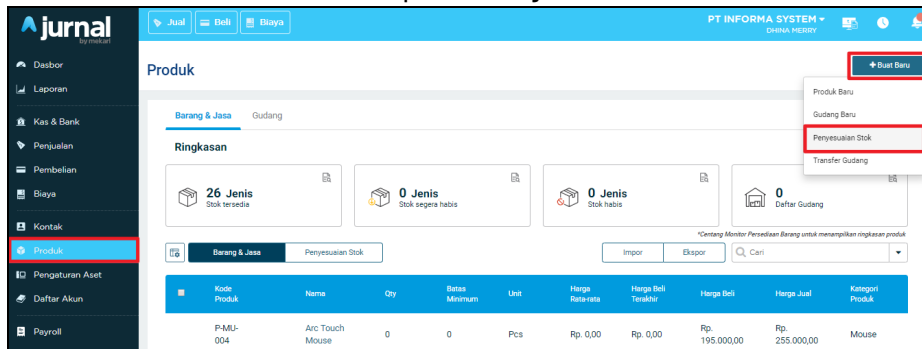 jurnal
by mekari
Jual
Beli
Biaya
PT INFORMA SYSTEM
DHINA MERRY
Dasbor
Laporan
Kas & Bank
Penjualan
Pembelian
Biaya
Kontak
Produk
Pengaturan Aset
Daftar Akun
Payroll
Produk
+Buat Baru
Produk Baru
Gudang Baru
Penyesuaian Stok
Transfer Gudang
Barang & Jasa
Gudang
Ringkasan
26 Jenis
Stok tersedia
0 Jenis
Stok segera habis
0 Jenis
Stok habis
0
Daftar Gudang
*Centang Monitor Persediaan Barang untuk menampilkan ringkasan produk
Barang & Jasa
Penyesuaian Stok
Impor
Ekspor
Cari
Kode Produk
Nama
Qty
Batas Minimum
Unit
Harga Rata-rata
Harga Beli Terakhir
Harga Beli
Harga Jual
Kategori Produk
P-MU-004
Arc Touch Mouse
0
0
Pcs
Rp. 0,00
Rp. 0,00
Rp. 195.000,00
Rp. 255.000,00
Mouse